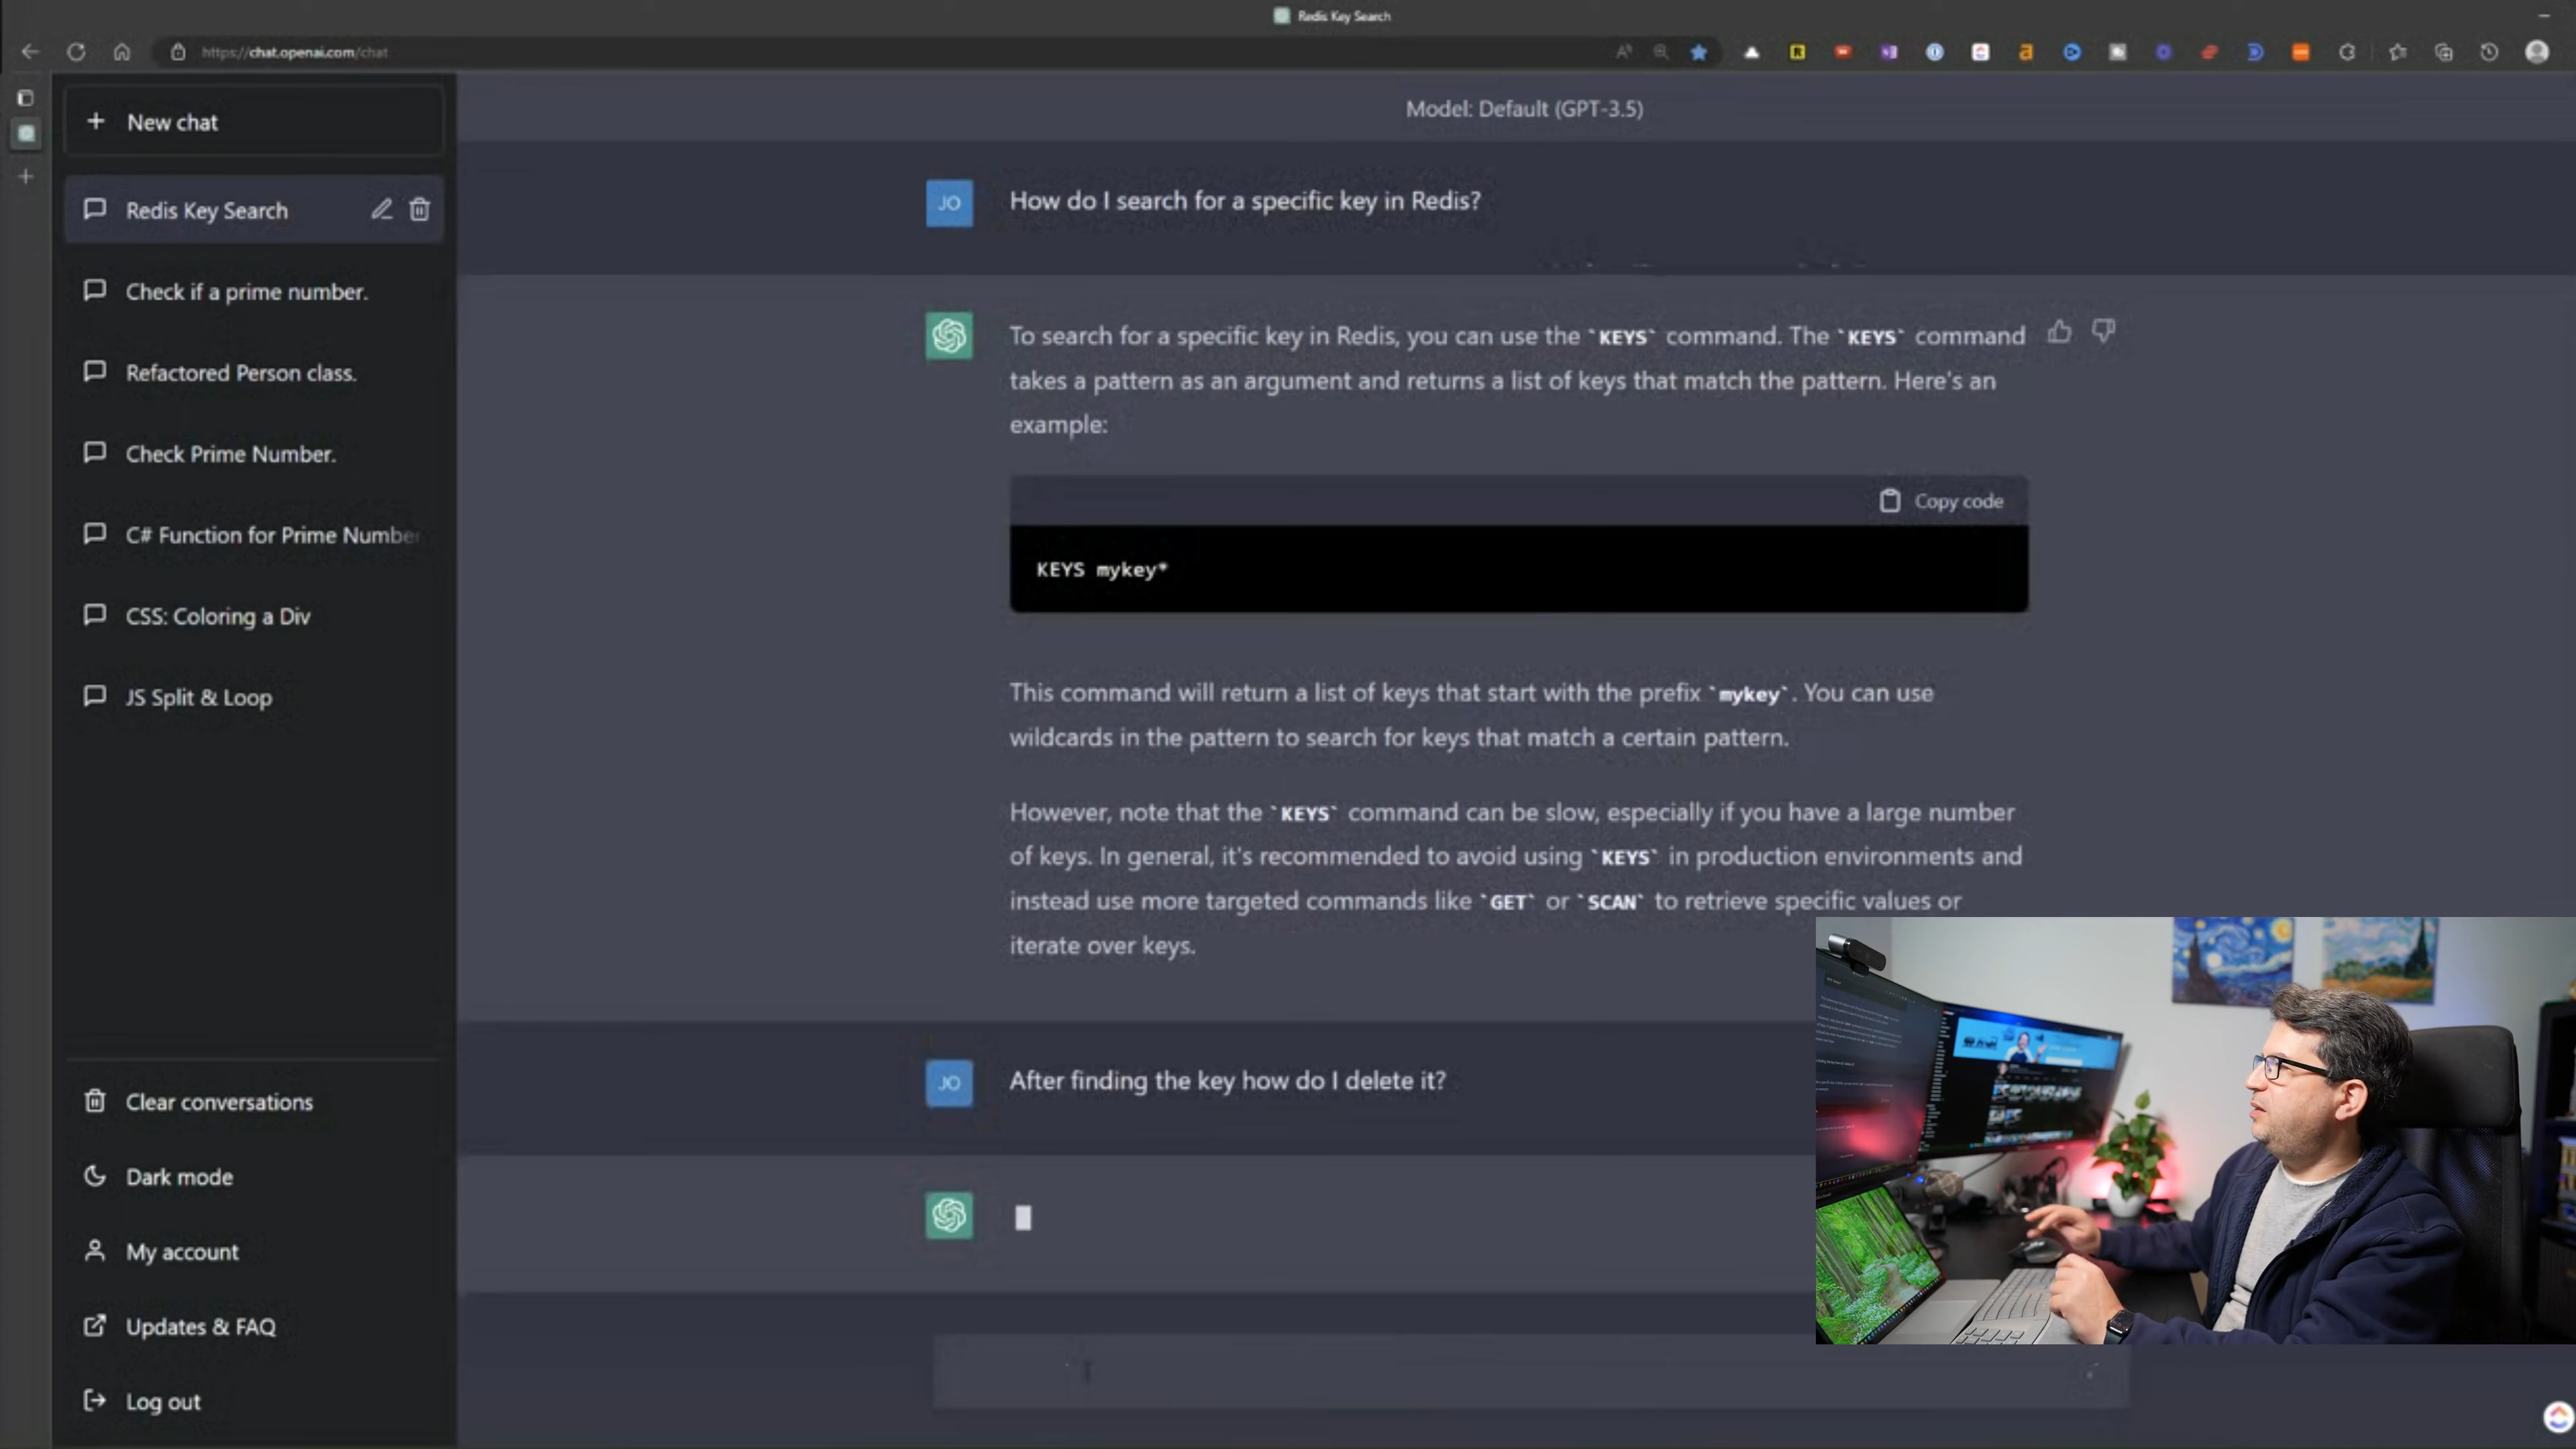 Redis Key Search
https://chat.openai.com/chat
New chat
Redis Key Search
Check if a prime number.
Refactored Person class.
Check Prime Number.
C# Function for Prime Number
CSS: Coloring a Div
JS Split & Loop
Clear conversations
Dark mode
My account
Updates & FAQ
Log out
Model: Default (GPT-3.5)
JO
How do I search for a specific key in Redis?
To search for a specific key in Redis, you can use the `KEYS` command. The `KEYS` command
takes a pattern as an argument and returns a list of keys that match the pattern. Here's an
example:
Copy code
KEYS mykey*
This command will return a list of keys that start with the prefix `mykey`. You can use
wildcards in the pattern to search for keys that match a certain pattern.
However, note that the `KEYS` command can be slow, especially if you have a large number
of keys. In general, it's recommended to avoid using `KEYS` in production environments and
instead use more targeted commands like `GET` or `SCAN` to retrieve specific values or
iterate over keys.
JO
After finding the key how do I delete it?